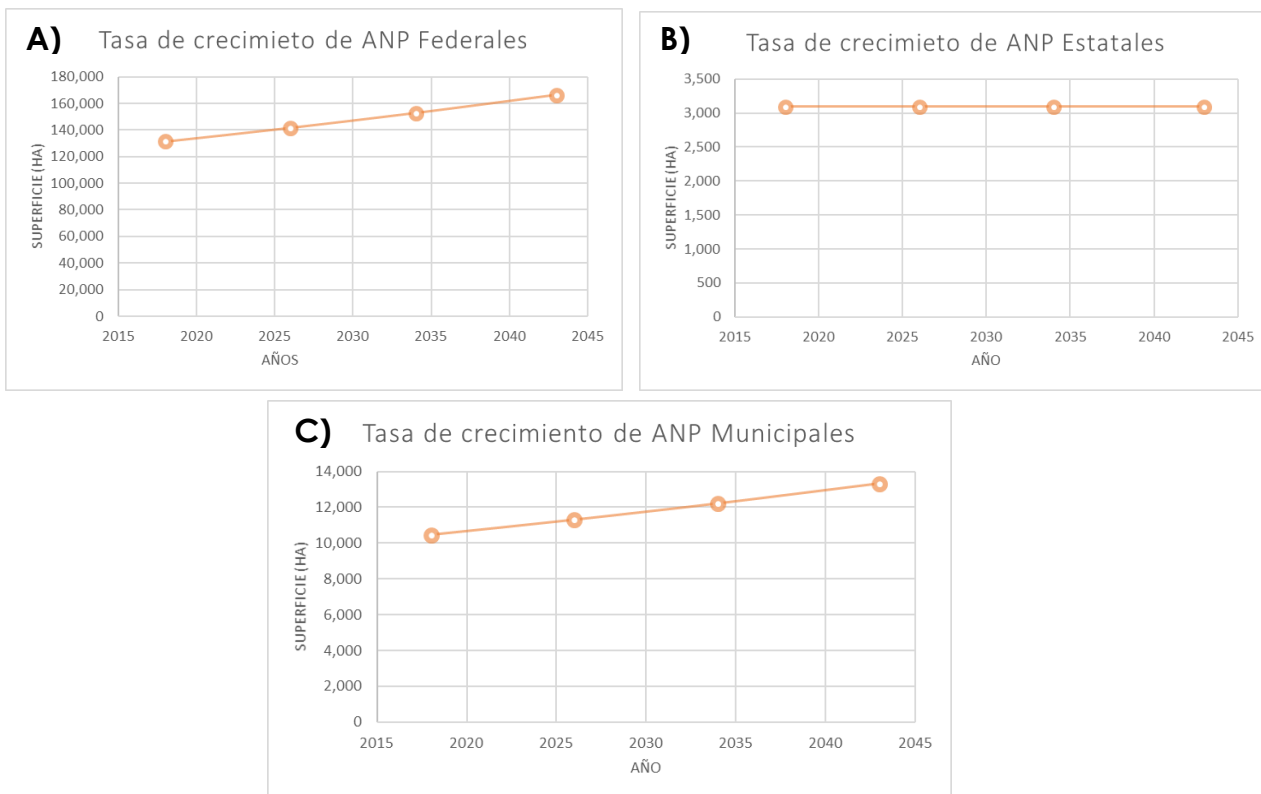 A) Tasa de crecimieto de ANP Federales
180,000
160,000
140,000
120,000
100,000
80,000
60,000
40,000
20,000
0
SUPERFICIE (HA)
2015 2020 2025 2030 2035 2040 2045
AÑOS
B) Tasa de crecimieto de ANP Estatales
3,500
3,000
2,500
2,000
1,500
1,000
500
0
SUPERFICIE (HA)
2015 2020 2025 2030 2035 2040 2045
AÑO
C) Tasa de crecimiento de ANP Municipales
14,000
12,000
10,000
8,000
6,000
4,000
2,000
0
SUPERFICIE (HA)
2015 2020 2025 2030 2035 2040 2045
AÑO